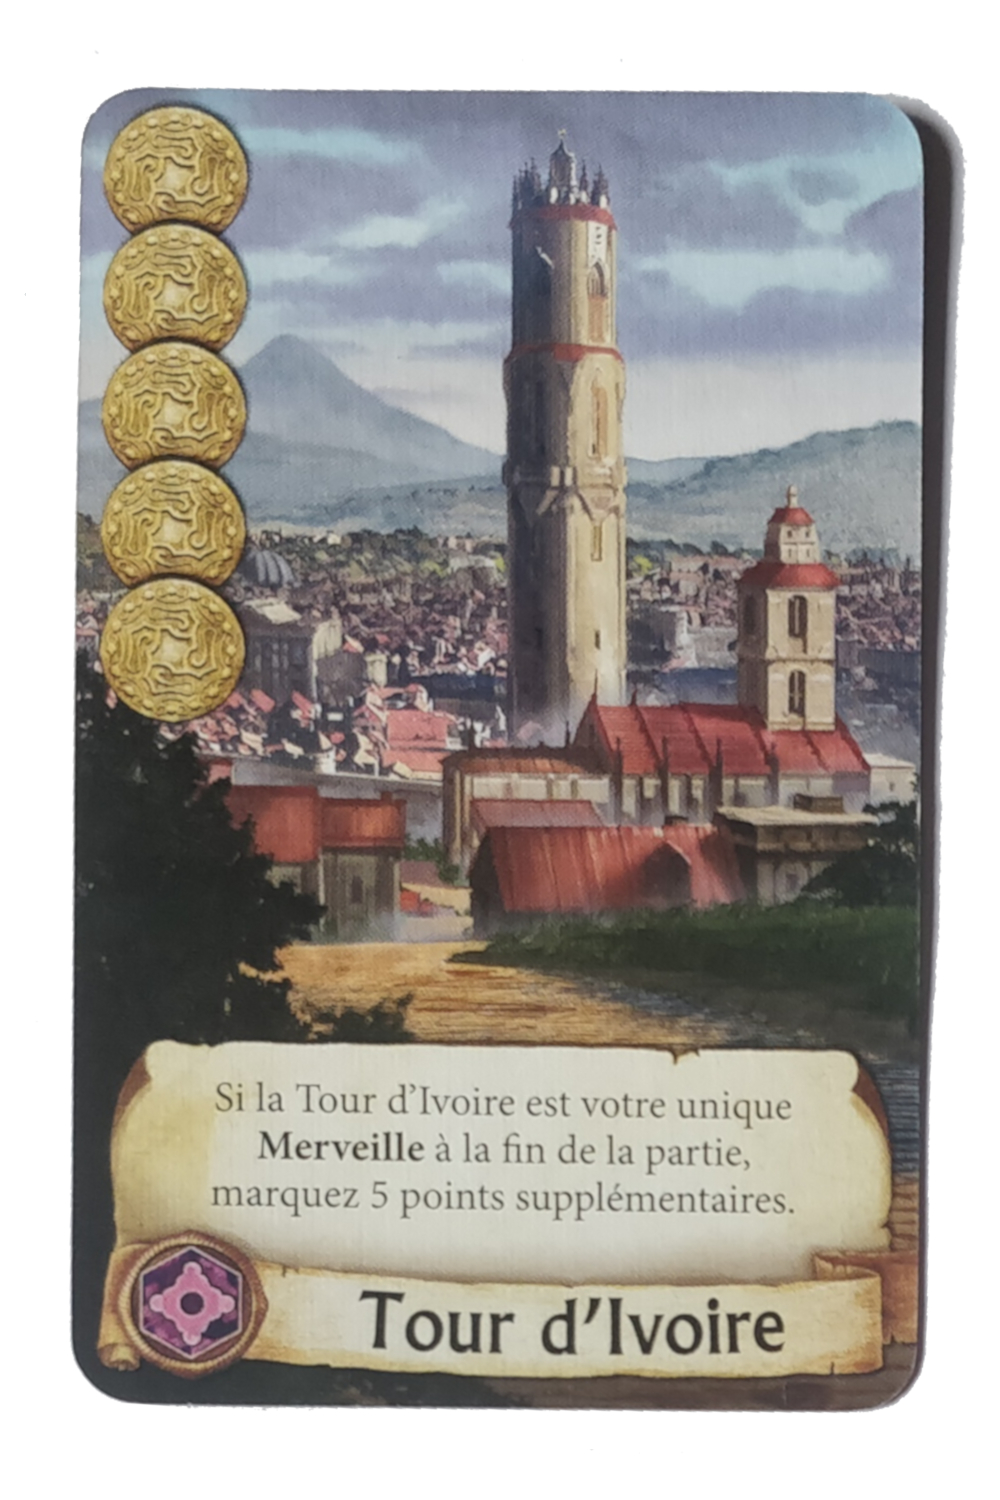 Si la Tour d’Ivoire est votre unique
Merveille à la fin de la partie,
marquez 5 points supplémentaires.
Tour d’Ivoire